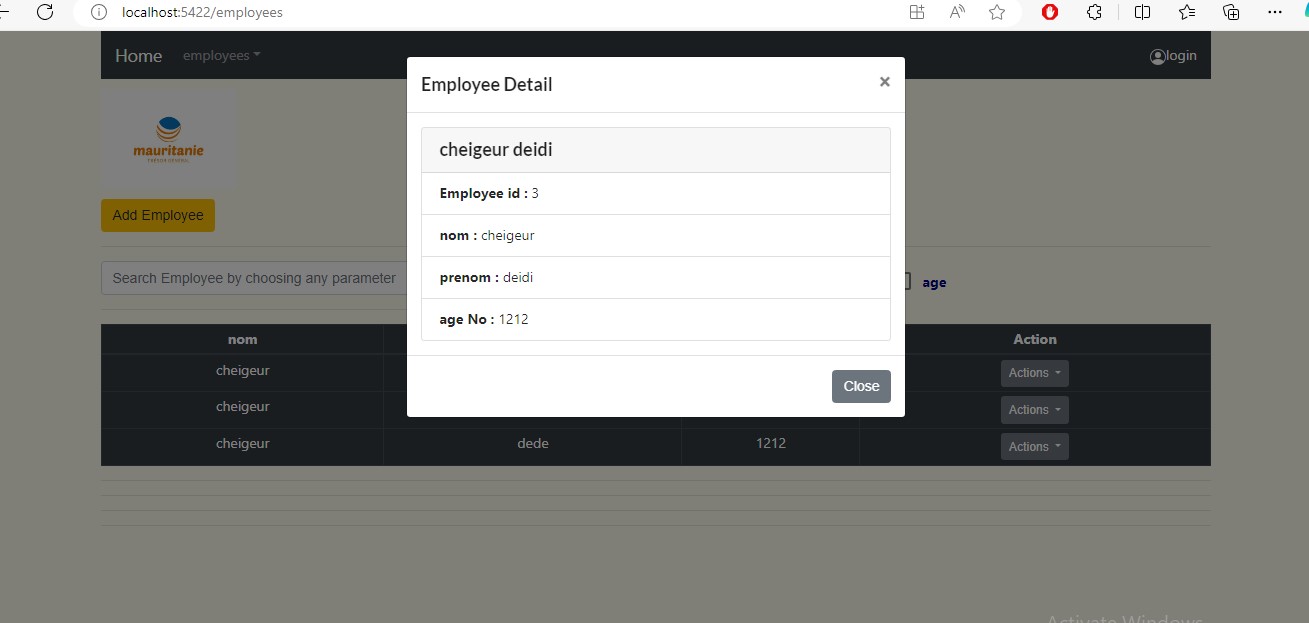 localhost:5422/employees
Home employees login
Employee Detail ×
mauritanie
TRÉSOR GÉNÉRAL
cheigeur deidi
Employee id : 3
Add Employee
nom : cheigeur
Search Employee by choosing any parameter
prenom : deidi
age
age No : 1212
nom Action
cheigeur Actions
Close
cheigeur Actions
cheigeur dede 1212 Actions
Activate Windows